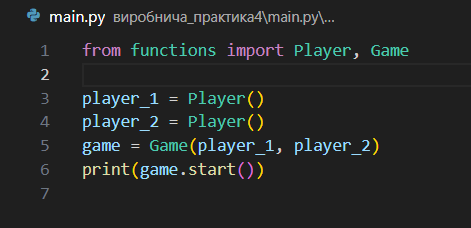 main.py виробнича_практика4\main.py\...
1 from functions import Player, Game
2
3 player_1 = Player()
4 player_2 = Player()
5 game = Game(player_1, player_2)
6 print(game.start())
7